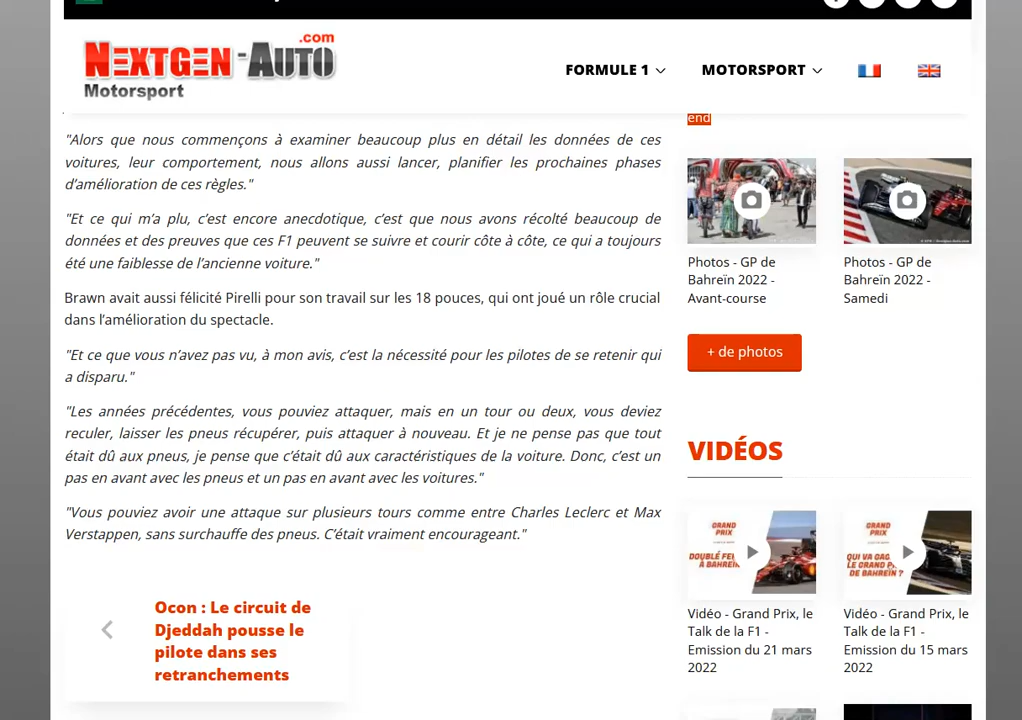 .com
NEXTGEN-AUTO
Motorsport
FORMULE 1
MOTORSPORT
end
"Alors que nous commençons à examiner beaucoup plus en détail les données de ces
voitures, leur comportement, nous allons aussi lancer, planifier les prochaines phases
d’amélioration de ces règles."
"Et ce qui m’a plu, c’est encore anecdotique, c’est que nous avons récolté beaucoup de
données et des preuves que ces F1 peuvent se suivre et courir côte à côte, ce qui a toujours
été une faiblesse de l’ancienne voiture."
Brawn avait aussi félicité Pirelli pour son travail sur les 18 pouces, qui ont joué un rôle crucial
dans l’amélioration du spectacle.
"Et ce que vous n’avez pas vu, à mon avis, c’est la nécessité pour les pilotes de se retenir qui
a disparu."
"Les années précédentes, vous pouviez attaquer, mais en un tour ou deux, vous deviez
reculer, laisser les pneus récupérer, puis attaquer à nouveau. Et je ne pense pas que tout
était dû aux pneus, je pense que c’était dû aux caractéristiques de la voiture. Donc, c’est un
pas en avant avec les pneus et un pas en avant avec les voitures."
"Vous pouviez avoir une attaque sur plusieurs tours comme entre Charles Leclerc et Max
Verstappen, sans surchauffe des pneus. C’était vraiment encourageant."
Ocon : Le circuit de
Djeddah pousse le
pilote dans ses
retranchements
Photos - GP de
Bahreïn 2022 -
Avant-course
Photos - GP de
Bahreïn 2022 -
Samedi
+ de photos
VIDÉOS
GRAND
PRIX
DOUBLÉ
À BAHREÏN
GRAND
PRIX
QUI VA
LE GRAND
DE BAHREÏN ?
Vidéo - Grand Prix, le
Talk de la F1 -
Emission du 21 mars
2022
Vidéo - Grand Prix, le
Talk de la F1 -
Emission du 15 mars
2022